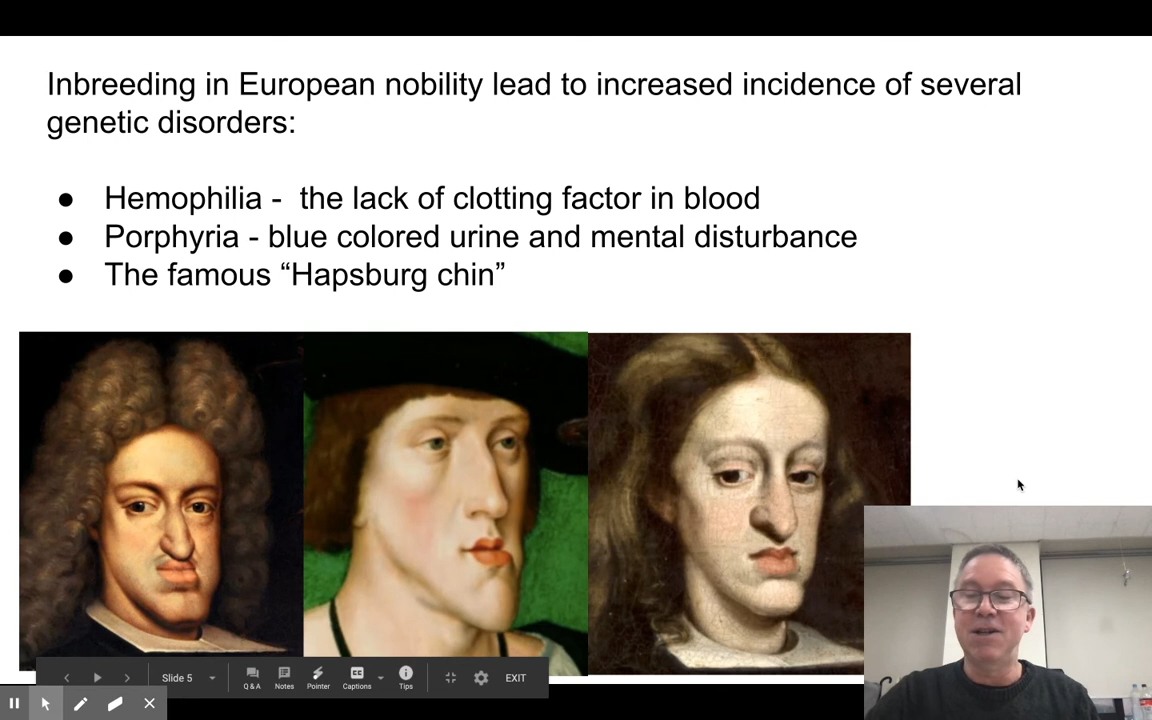 Inbreeding in European nobility lead to increased incidence of several
genetic disorders:
● Hemophilia -  the lack of clotting factor in blood
● Porphyria - blue colored urine and mental disturbance
● The famous “Hapsburg chin”
Slide 5
Q & A
Notes
Pointer
Captions
Tips
EXIT